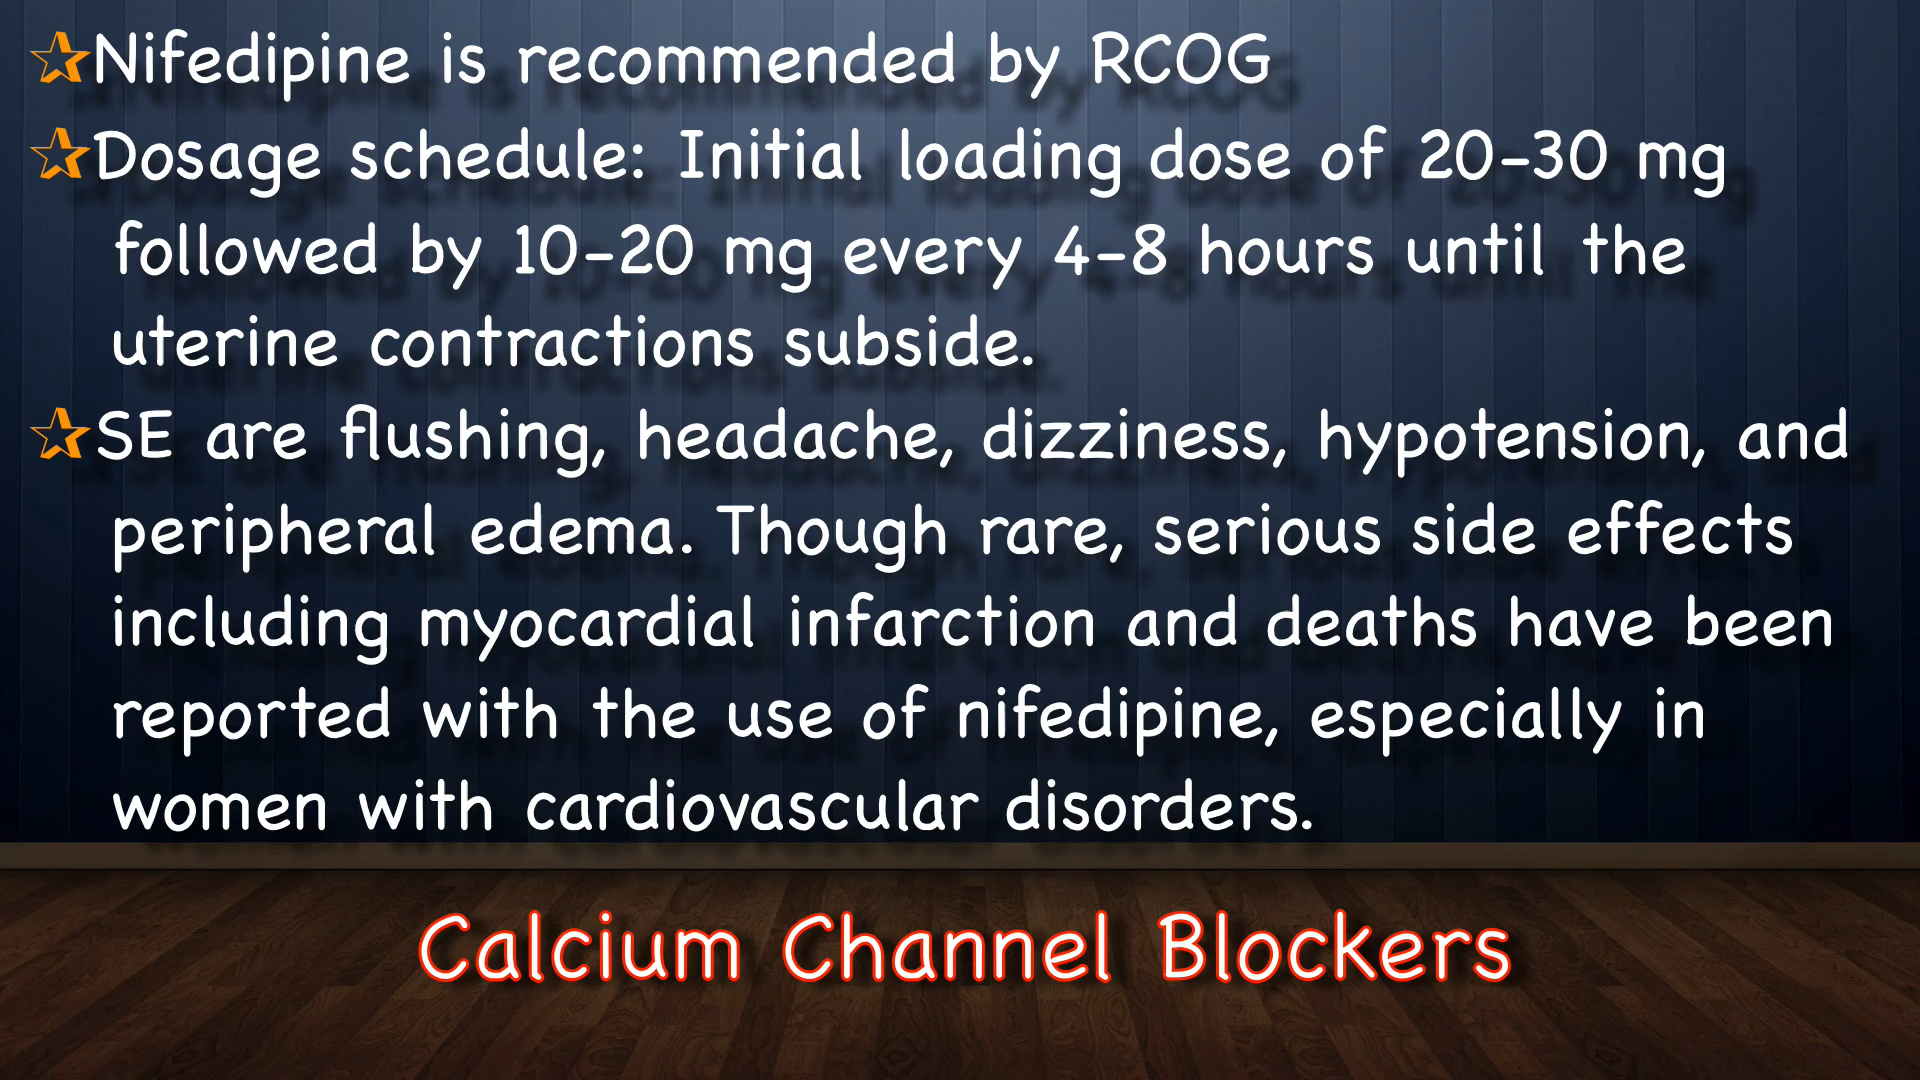 ☆Nifedipine is recommended by RCOG
☆Dosage schedule: Initial loading dose of 20-30 mg
followed by 10-20 mg every 4-8 hours until the
uterine contractions subside.
☆SE are flushing, headache, dizziness, hypotension, and
peripheral edema. Though rare, serious side effects
including myocardial infarction and deaths have been
reported with the use of nifedipine, especially in
women with cardiovascular disorders.
Calcium Channel Blockers